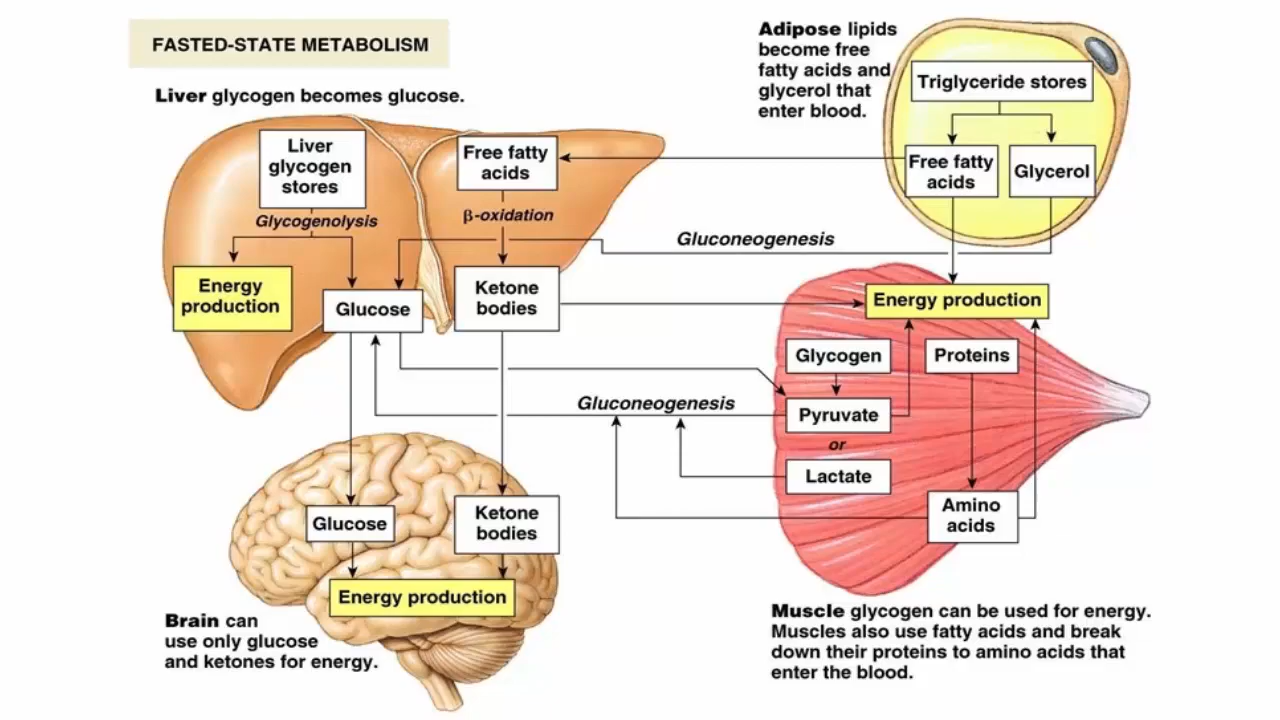 FASTED-STATE METABOLISM
Liver glycogen becomes glucose.
Liver
glycogen
stores
Glycogenolysis
Energy
production
Glucose
Free fatty
acids
β-oxidation
Ketone
bodies
Adipose lipids
become free
fatty acids and
glycerol that
enter blood.
Triglyceride stores
Free fatty
acids
Glycerol
Gluconeogenesis
Energy production
Glycogen
Proteins
Gluconeogenesis
Pyruvate
or
Lactate
Amino
acids
Glucose
Ketone
bodies
Energy production
Brain can
use only glucose
and ketones for energy.
Muscle glycogen can be used for energy.
Muscles also use fatty acids and break
down their proteins to amino acids that
enter the blood.